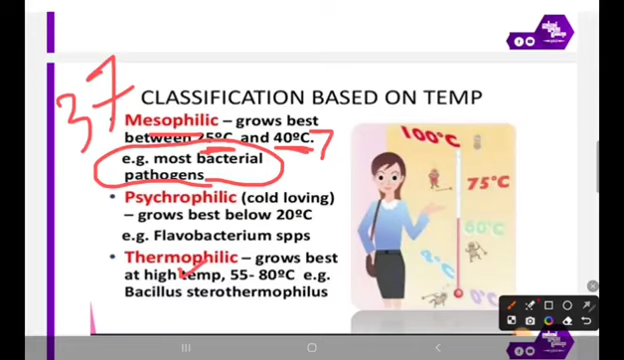 CLASSIFICATION BASED ON TEMP
37
• Mesophilic – grows best
between 25ºC and 40ºC.
7
e.g. most bacterial
pathogens
• Psychrophilic (cold loving)
– grows best below 20ºC
e.g. Flavobacterium spps
• Thermophilic – grows best
at high temp, 55- 80ºC e.g.
Bacillus sterothermophilus
100°C
75°C
60°C
0°C